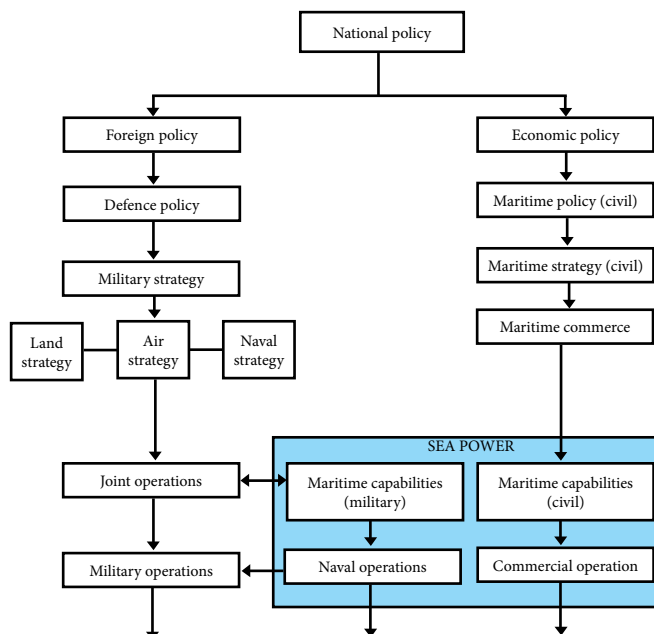 National policy
Foreign policy
Economic policy
Defence policy
Maritime policy (civil)
Military strategy
Maritime strategy (civil)
Land
strategy
Air
strategy
Naval
strategy
Maritime commerce
SEA POWER
Joint operations
Maritime capabilities
(military)
Maritime capabilities
(civil)
Military operations
Naval operations
Commercial operation